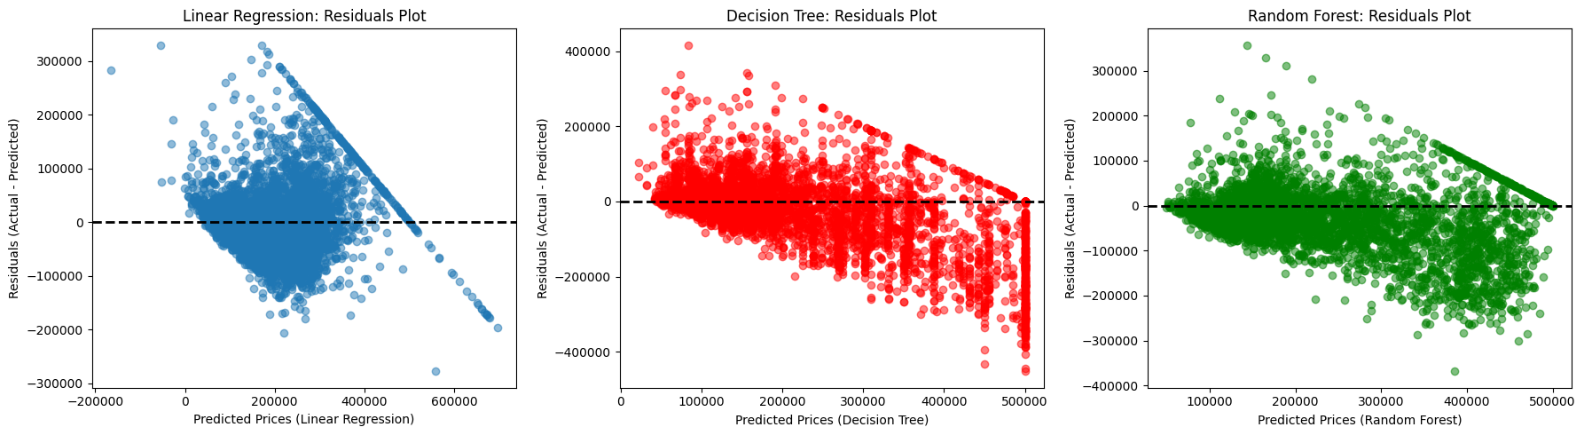 Linear Regression: Residuals Plot
Residuals (Actual - Predicted)
300000
200000
100000
0
−100000
−200000
−300000
−200000 0 200000 400000 600000
Predicted Prices (Linear Regression)
Decision Tree: Residuals Plot
Residuals (Actual - Predicted)
400000
200000
0
−200000
−400000
0 100000 200000 300000 400000 500000
Predicted Prices (Decision Tree)
Random Forest: Residuals Plot
Residuals (Actual - Predicted)
300000
200000
100000
0
−100000
−200000
−300000
−400000
100000 200000 300000 400000 500000
Predicted Prices (Random Forest)